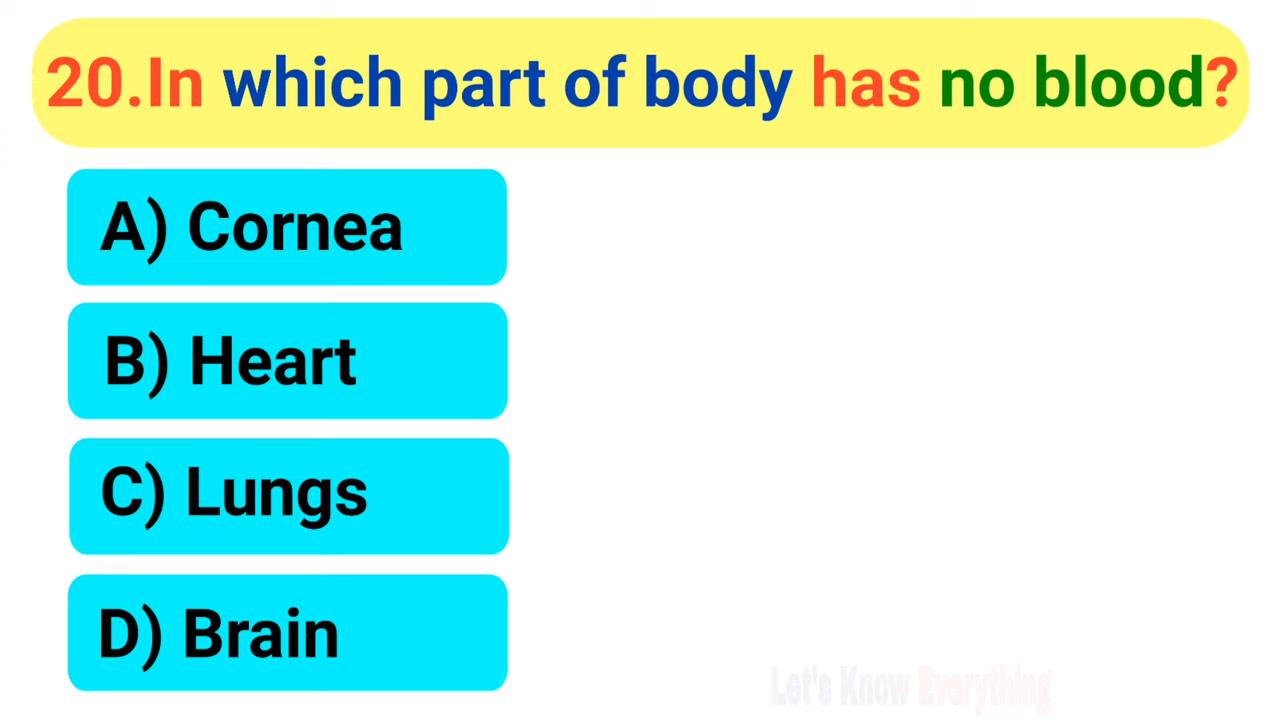 20.In which part of body has no blood?
A) Cornea
B) Heart
C) Lungs
D) Brain
Let's Know Everything